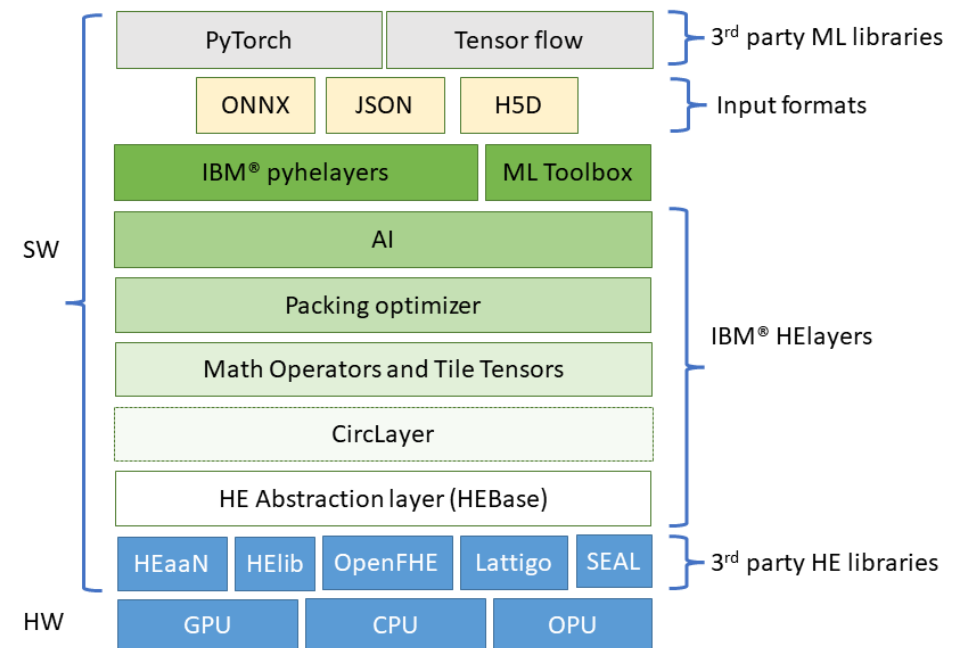 PyTorch
Tensor flow
3rd party ML libraries
ONNX
JSON
H5D
Input formats
IBM® pyhelayers
ML Toolbox
SW
AI
Packing optimizer
IBM® HElayers
Math Operators and Tile Tensors
CircLayer
HE Abstraction layer (HEBase)
HEaaN
HElib
OpenFHE
Lattigo
SEAL
3rd party HE libraries
HW
GPU
CPU
OPU